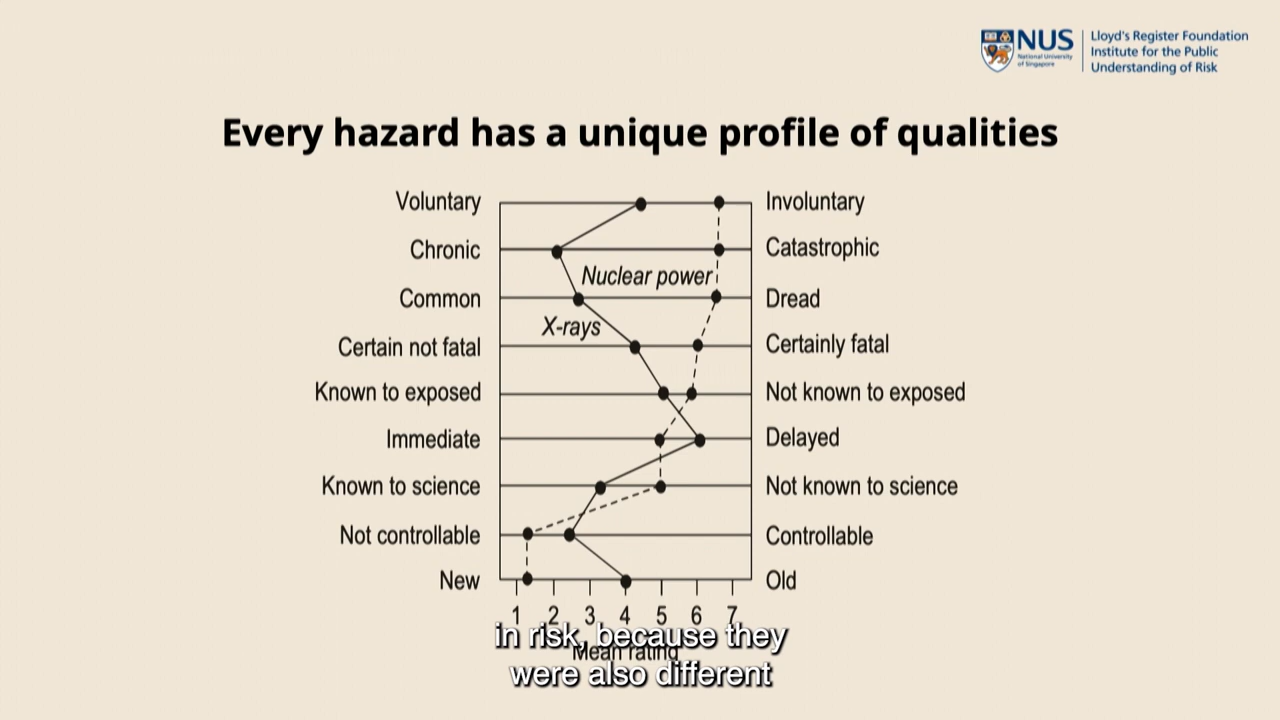 NUS
National University
of Singapore
Lloyd's Register Foundation
Institute for the Public
Understanding of Risk
Every hazard has a unique profile of qualities
Voluntary Involuntary
Chronic Catastrophic
Nuclear power
Common Dread
X-rays
Certain not fatal Certainly fatal
Known to exposed Not known to exposed
Immediate Delayed
Known to science Not known to science
Not controllable Controllable
New Old
1 2 3 4 5 6 7
Mean rating
in risk, because they
were also different